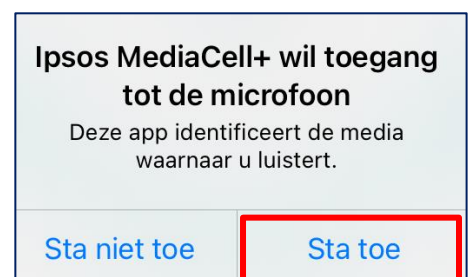 Ipsos MediaCell+ wil toegang
tot de microfoon
Deze app identificeert de media
waarnaar u luistert.
Sta niet toe
Sta toe